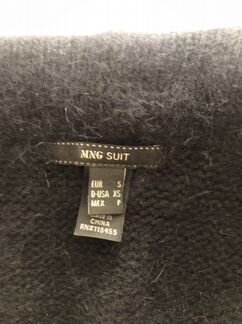 MNG SUIT
EUR S
D-USA XS
MEX P
CHINA
RN#115455